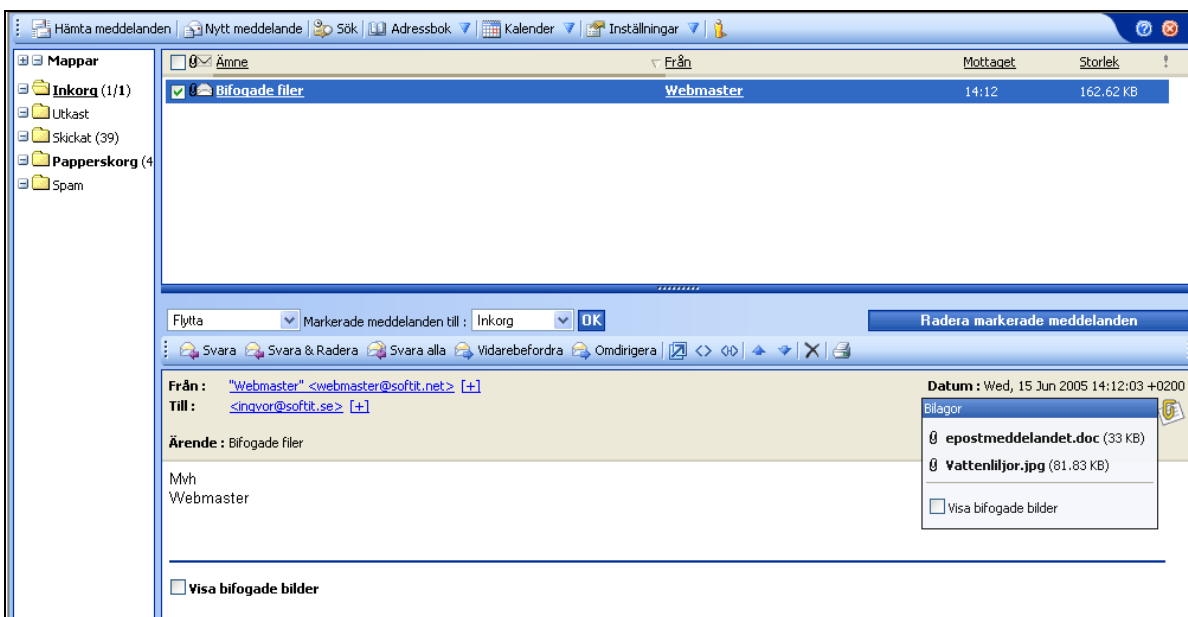 Hämta meddelanden Nytt meddelande Sök Adressbok Kalender Inställningar
Mappar
Inkorg (1/1)
Utkast
Skickat (39)
Papperskorg (4
Spam
Ämne Från Mottaget Storlek !
Bifogade filer Webmaster 14:12 162.62 KB
Flytta Markerade meddelanden till : Inkorg OK Radera markerade meddelanden
Svara Svara & Radera Svara alla Vidarebefordra Omdirigera
Från : "Webmaster" <webmaster@softit.net> [+] Datum : Wed, 15 Jun 2005 14:12:03 +0200
Till : <ingvor@softit.se> [+]
Ärende : Bifogade filer
Bilagor
epostmeddelandet.doc (33 KB)
Vattenliljor.jpg (81.83 KB)
Visa bifogade bilder
Mvh
Webmaster
Visa bifogade bilder